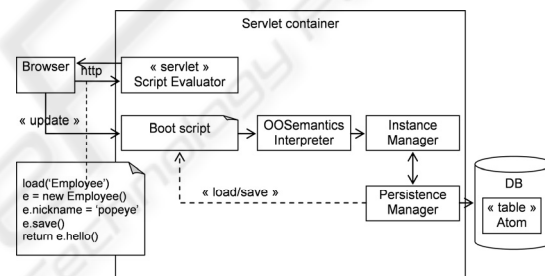 Servlet container
Browser
http
« servlet »
Script Evaluator
« update »
Boot script
OOSemantics
Interpreter
Instance
Manager
load('Employee')
e = new Employee()
e.nickname = 'popeye'
e.save()
return e.hello()
« load/save »
Persistence
Manager
DB
« table »
Atom